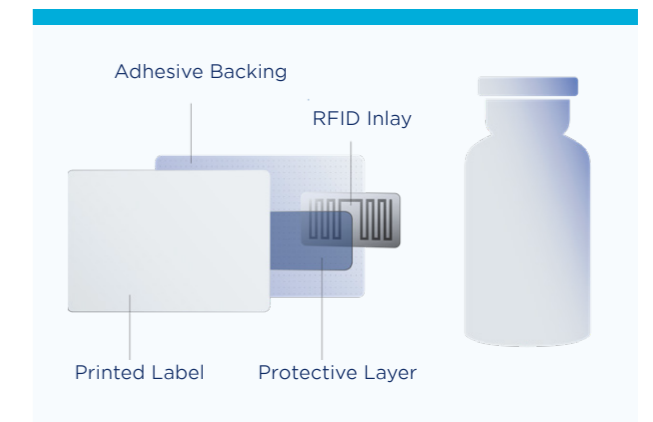 Adhesive Backing
RFID Inlay
Printed Label
Protective Layer